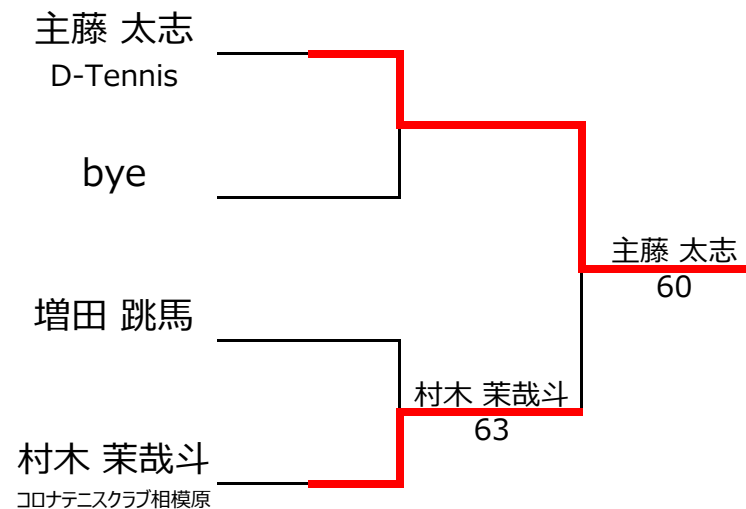 主藤 太志
D-Tennis
bye
主藤 太志
60
増田 跳馬
村木 茉哉斗
63
村木 茉哉斗
コロナテニスクラブ相模原